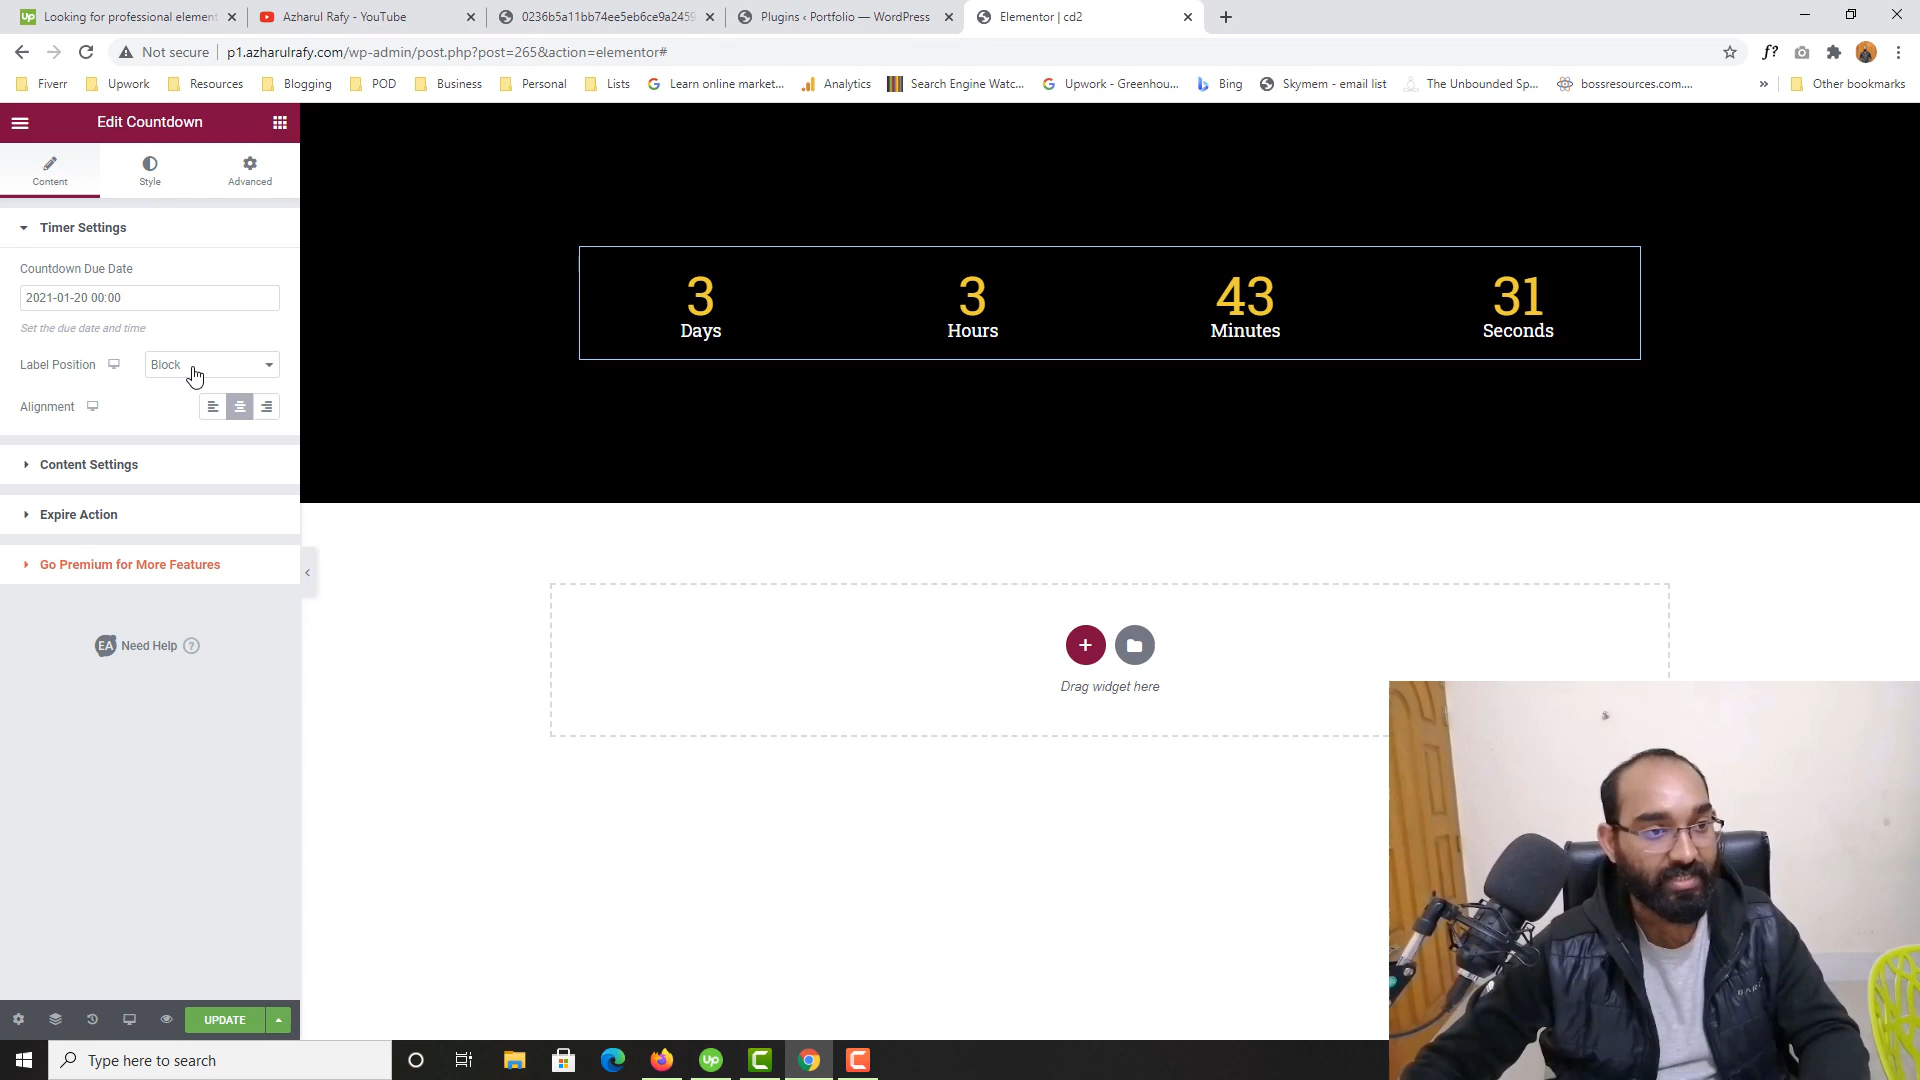 Looking for professional element
Azharul Rafy - YouTube
0236b5a11bb74ee5eb6ce9a2459
Plugins ‹ Portfolio — WordPress
Elementor | cd2
Not secure
p1.azharulrafy.com/wp-admin/post.php?post=265&action=elementor#
f?
Fiverr
Upwork
Resources
Blogging
POD
Business
Personal
Lists
Learn online market...
Analytics
Search Engine Watc...
Upwork - Greenhou...
Bing
Skymem - email list
The Unbounded Sp...
bossresources.com....
»
Other bookmarks
Edit Countdown
Content
Style
Advanced
Timer Settings
Countdown Due Date
2021-01-20 00:00
Set the due date and time
Label Position
Block
Alignment
Content Settings
Expire Action
Go Premium for More Features
EA Need Help ?
UPDATE
3 3 43 31
Days Hours Minutes Seconds
Drag widget here
Type here to search